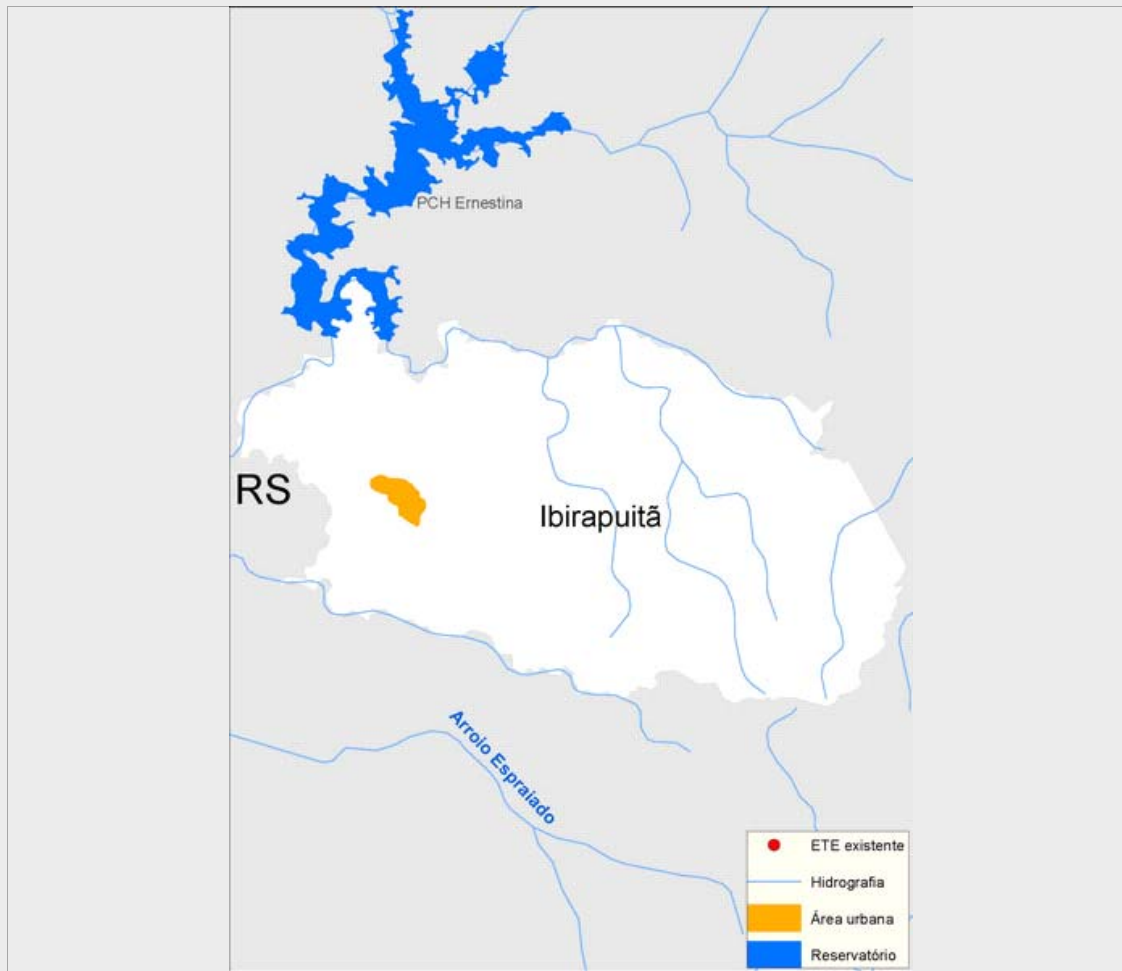 PCH Ernestina
RS
Ibirapuitã
Arroio Espraiado
ETE existente
Hidrografia
Área urbana
Reservatório